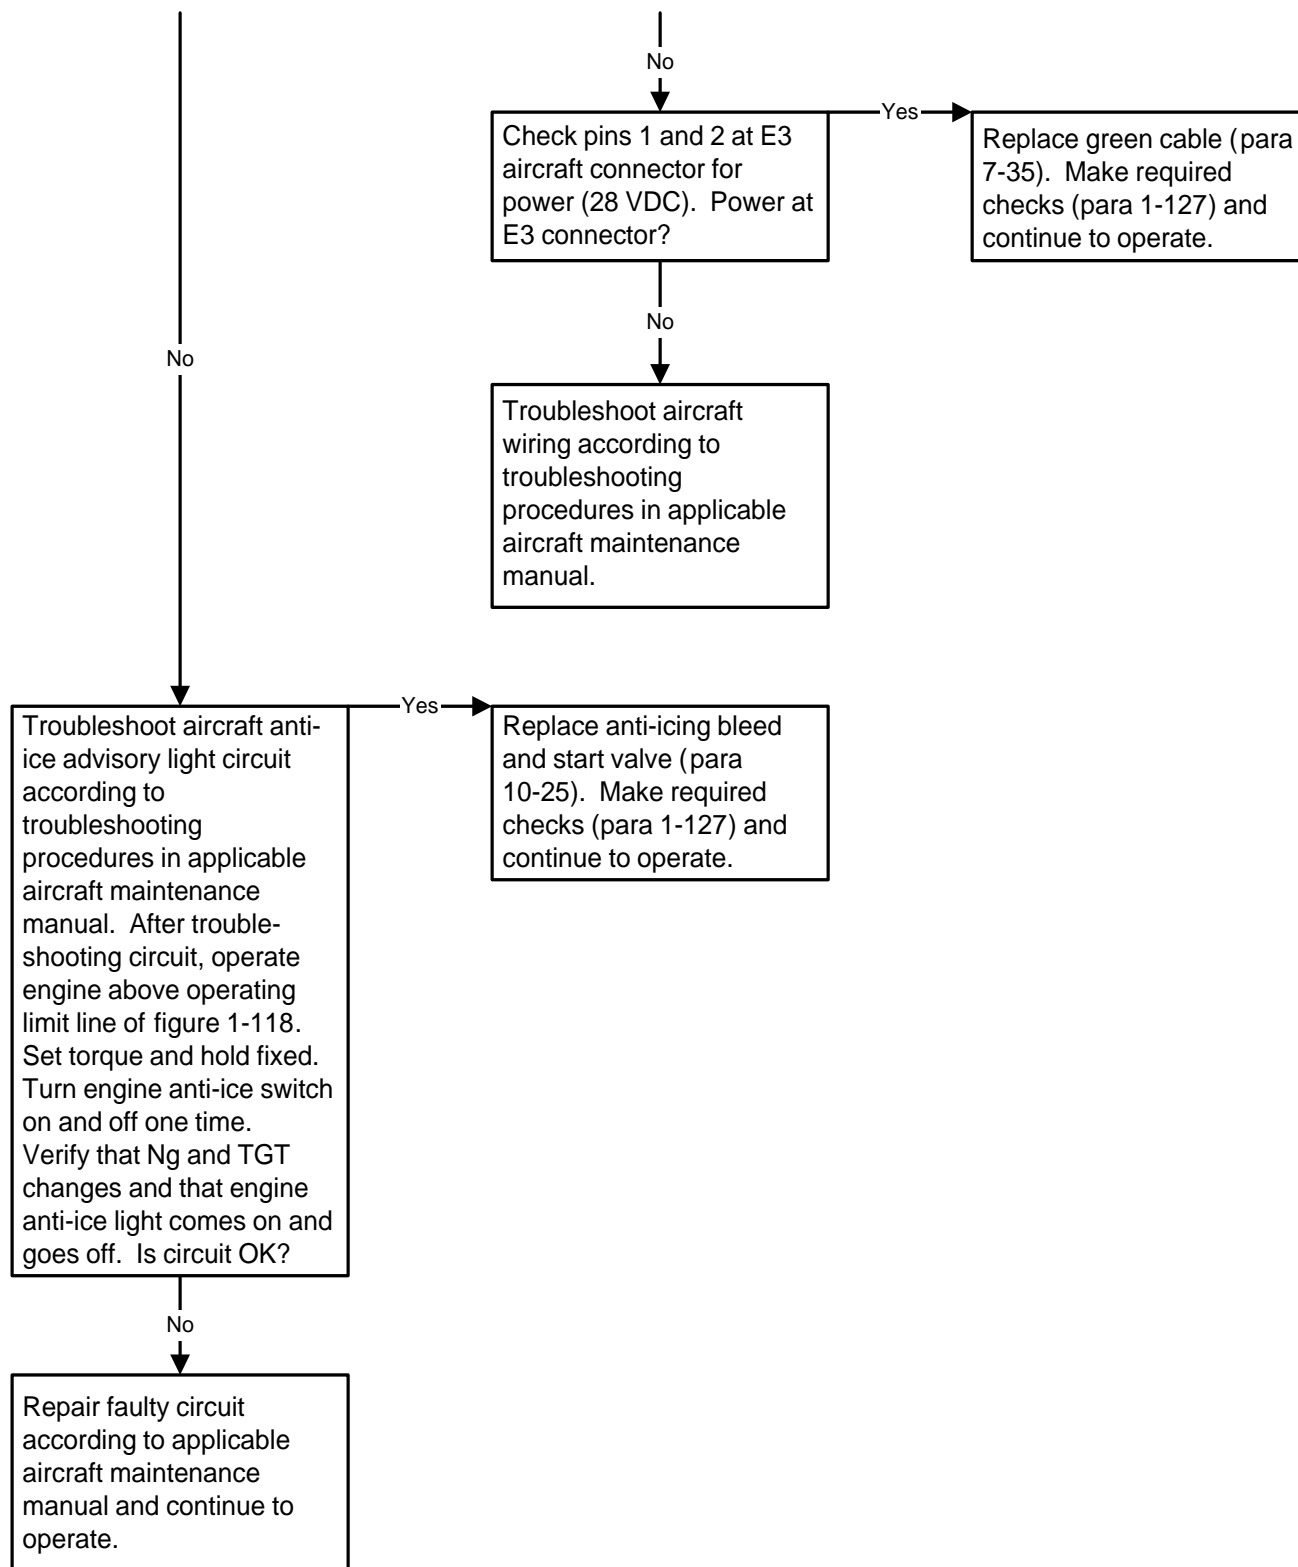 No
Check pins 1 and 2 at E3
aircraft connector for
power (28 VDC). Power at
E3 connector?
Yes
Replace green cable (para
7-35). Make required
checks (para 1-127) and
continue to operate.
No
No
Troubleshoot aircraft
wiring according to
troubleshooting
procedures in applicable
aircraft maintenance
manual.
Troubleshoot aircraft anti-
ice advisory light circuit
according to
troubleshooting
procedures in applicable
aircraft maintenance
manual. After trouble-
shooting circuit, operate
engine above operating
limit line of figure 1-118.
Set torque and hold fixed.
Turn engine anti-ice switch
on and off one time.
Verify that Ng and TGT
changes and that engine
anti-ice light comes on and
goes off. Is circuit OK?
Yes
Replace anti-icing bleed
and start valve (para
10-25). Make required
checks (para 1-127) and
continue to operate.
No
Repair faulty circuit
according to applicable
aircraft maintenance
manual and continue to
operate.